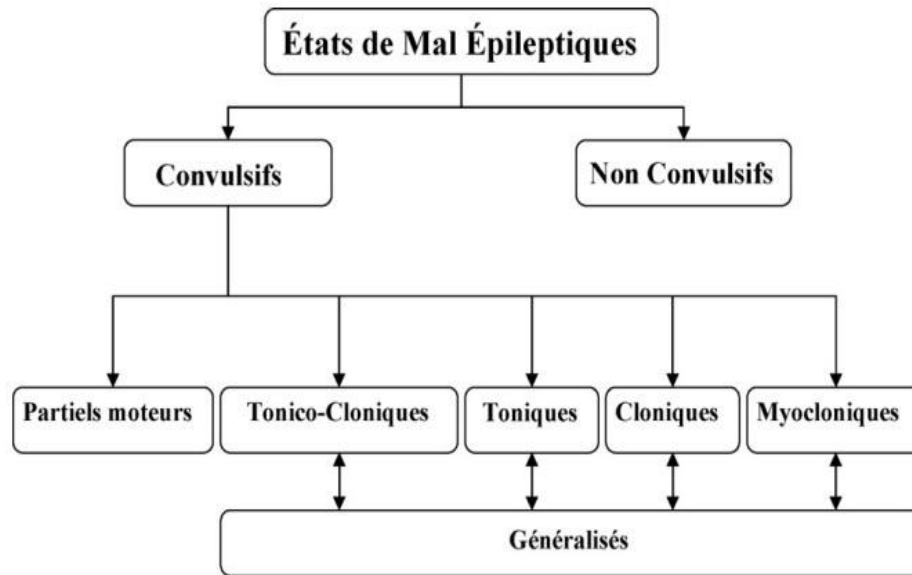 États de Mal Épileptiques
Convulsifs
Non Convulsifs
Partiels moteurs
Tonico-Cloniques
Toniques
Cloniques
Myocloniques
Généralisés